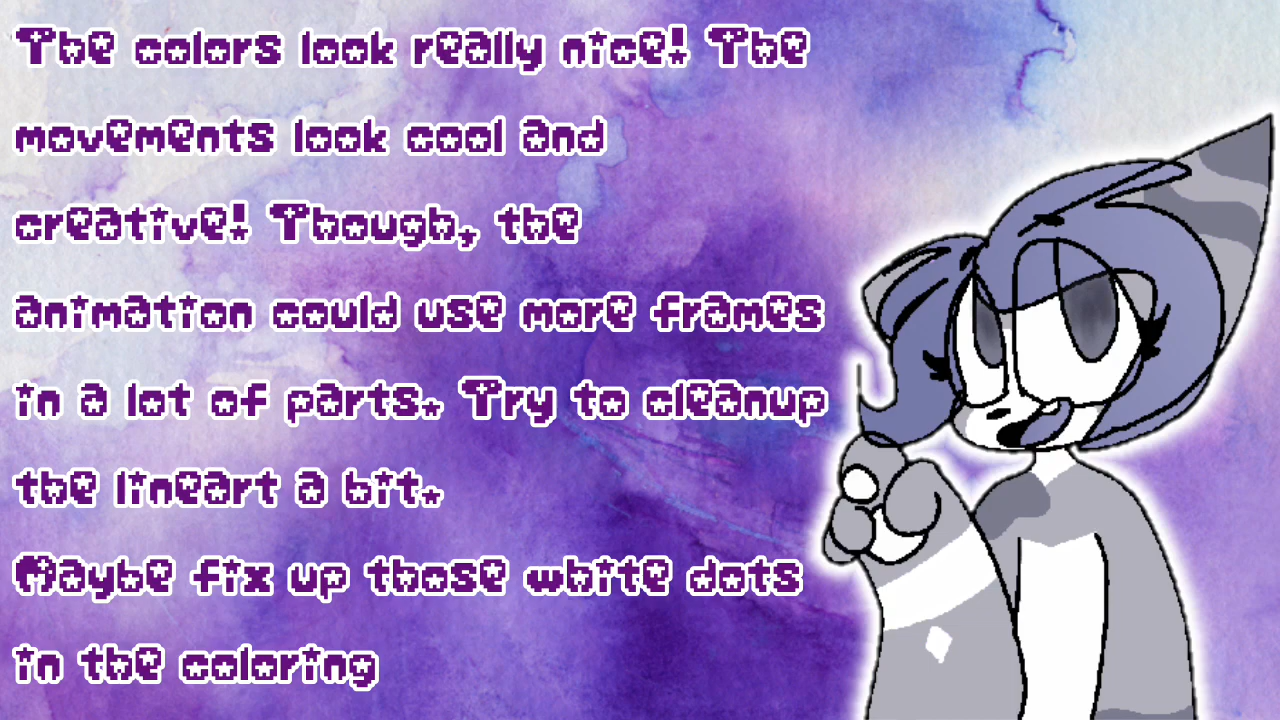 The colors look really nice! The
movements look cool and
creative! Though, the
animation could use more frames
in a lot of parts. Try to cleanup
the lineart a bit.
Maybe fix up those white dots
in the coloring